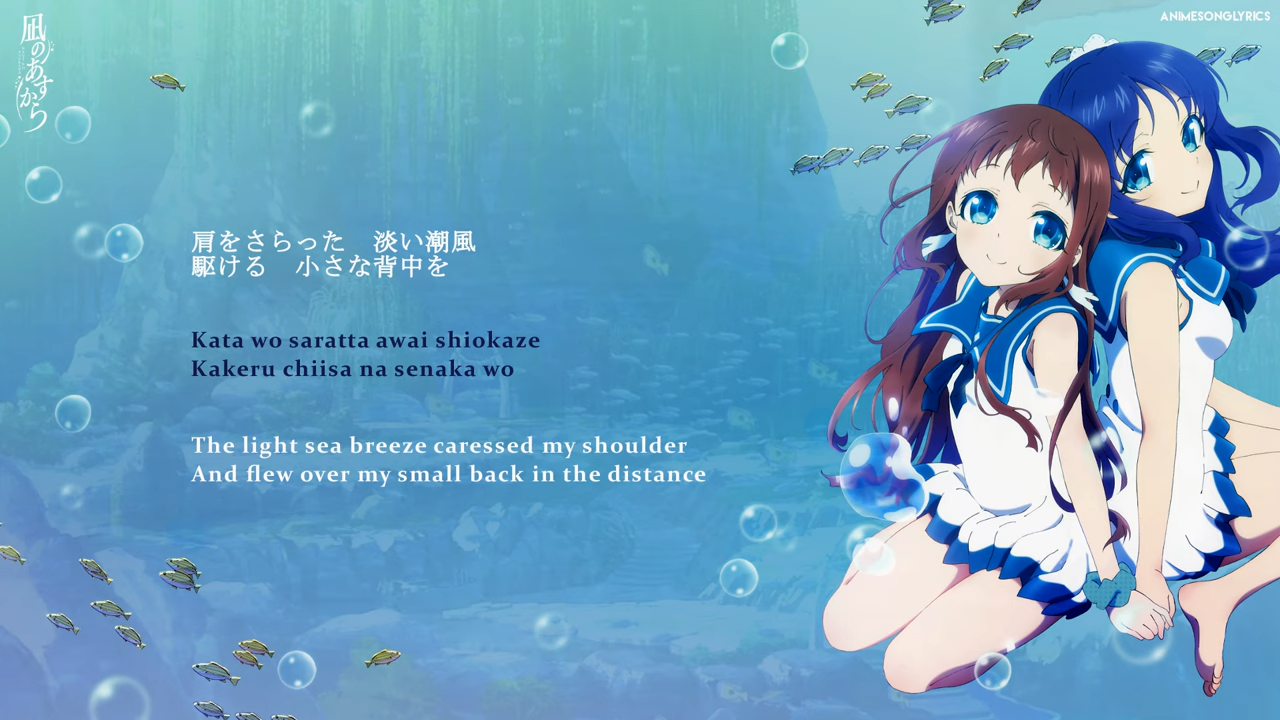 凪のあすから
ANIMESONGLYRICS
肩をさらった　淡い潮風
駆ける　小さな背中を
Kata wo saratta awai shiokaze
Kakeru chiisa na senaka wo
The light sea breeze caressed my shoulder
And flew over my small back in the distance